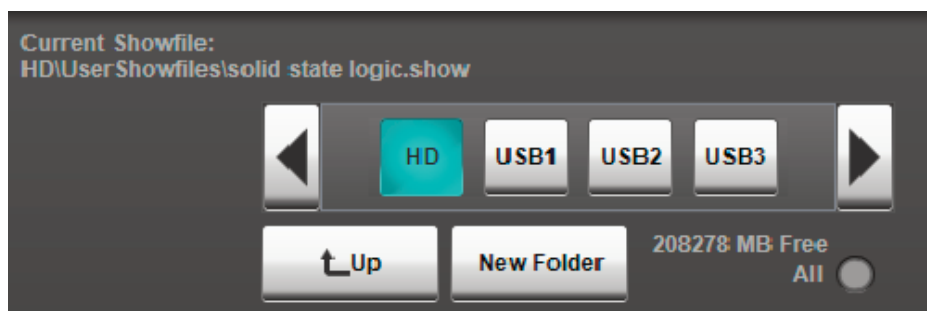 Current Showfile:
HD\UserShowfiles\solid state logic.show
HD USB1 USB2 USB3
Up New Folder 208278 MB Free
All